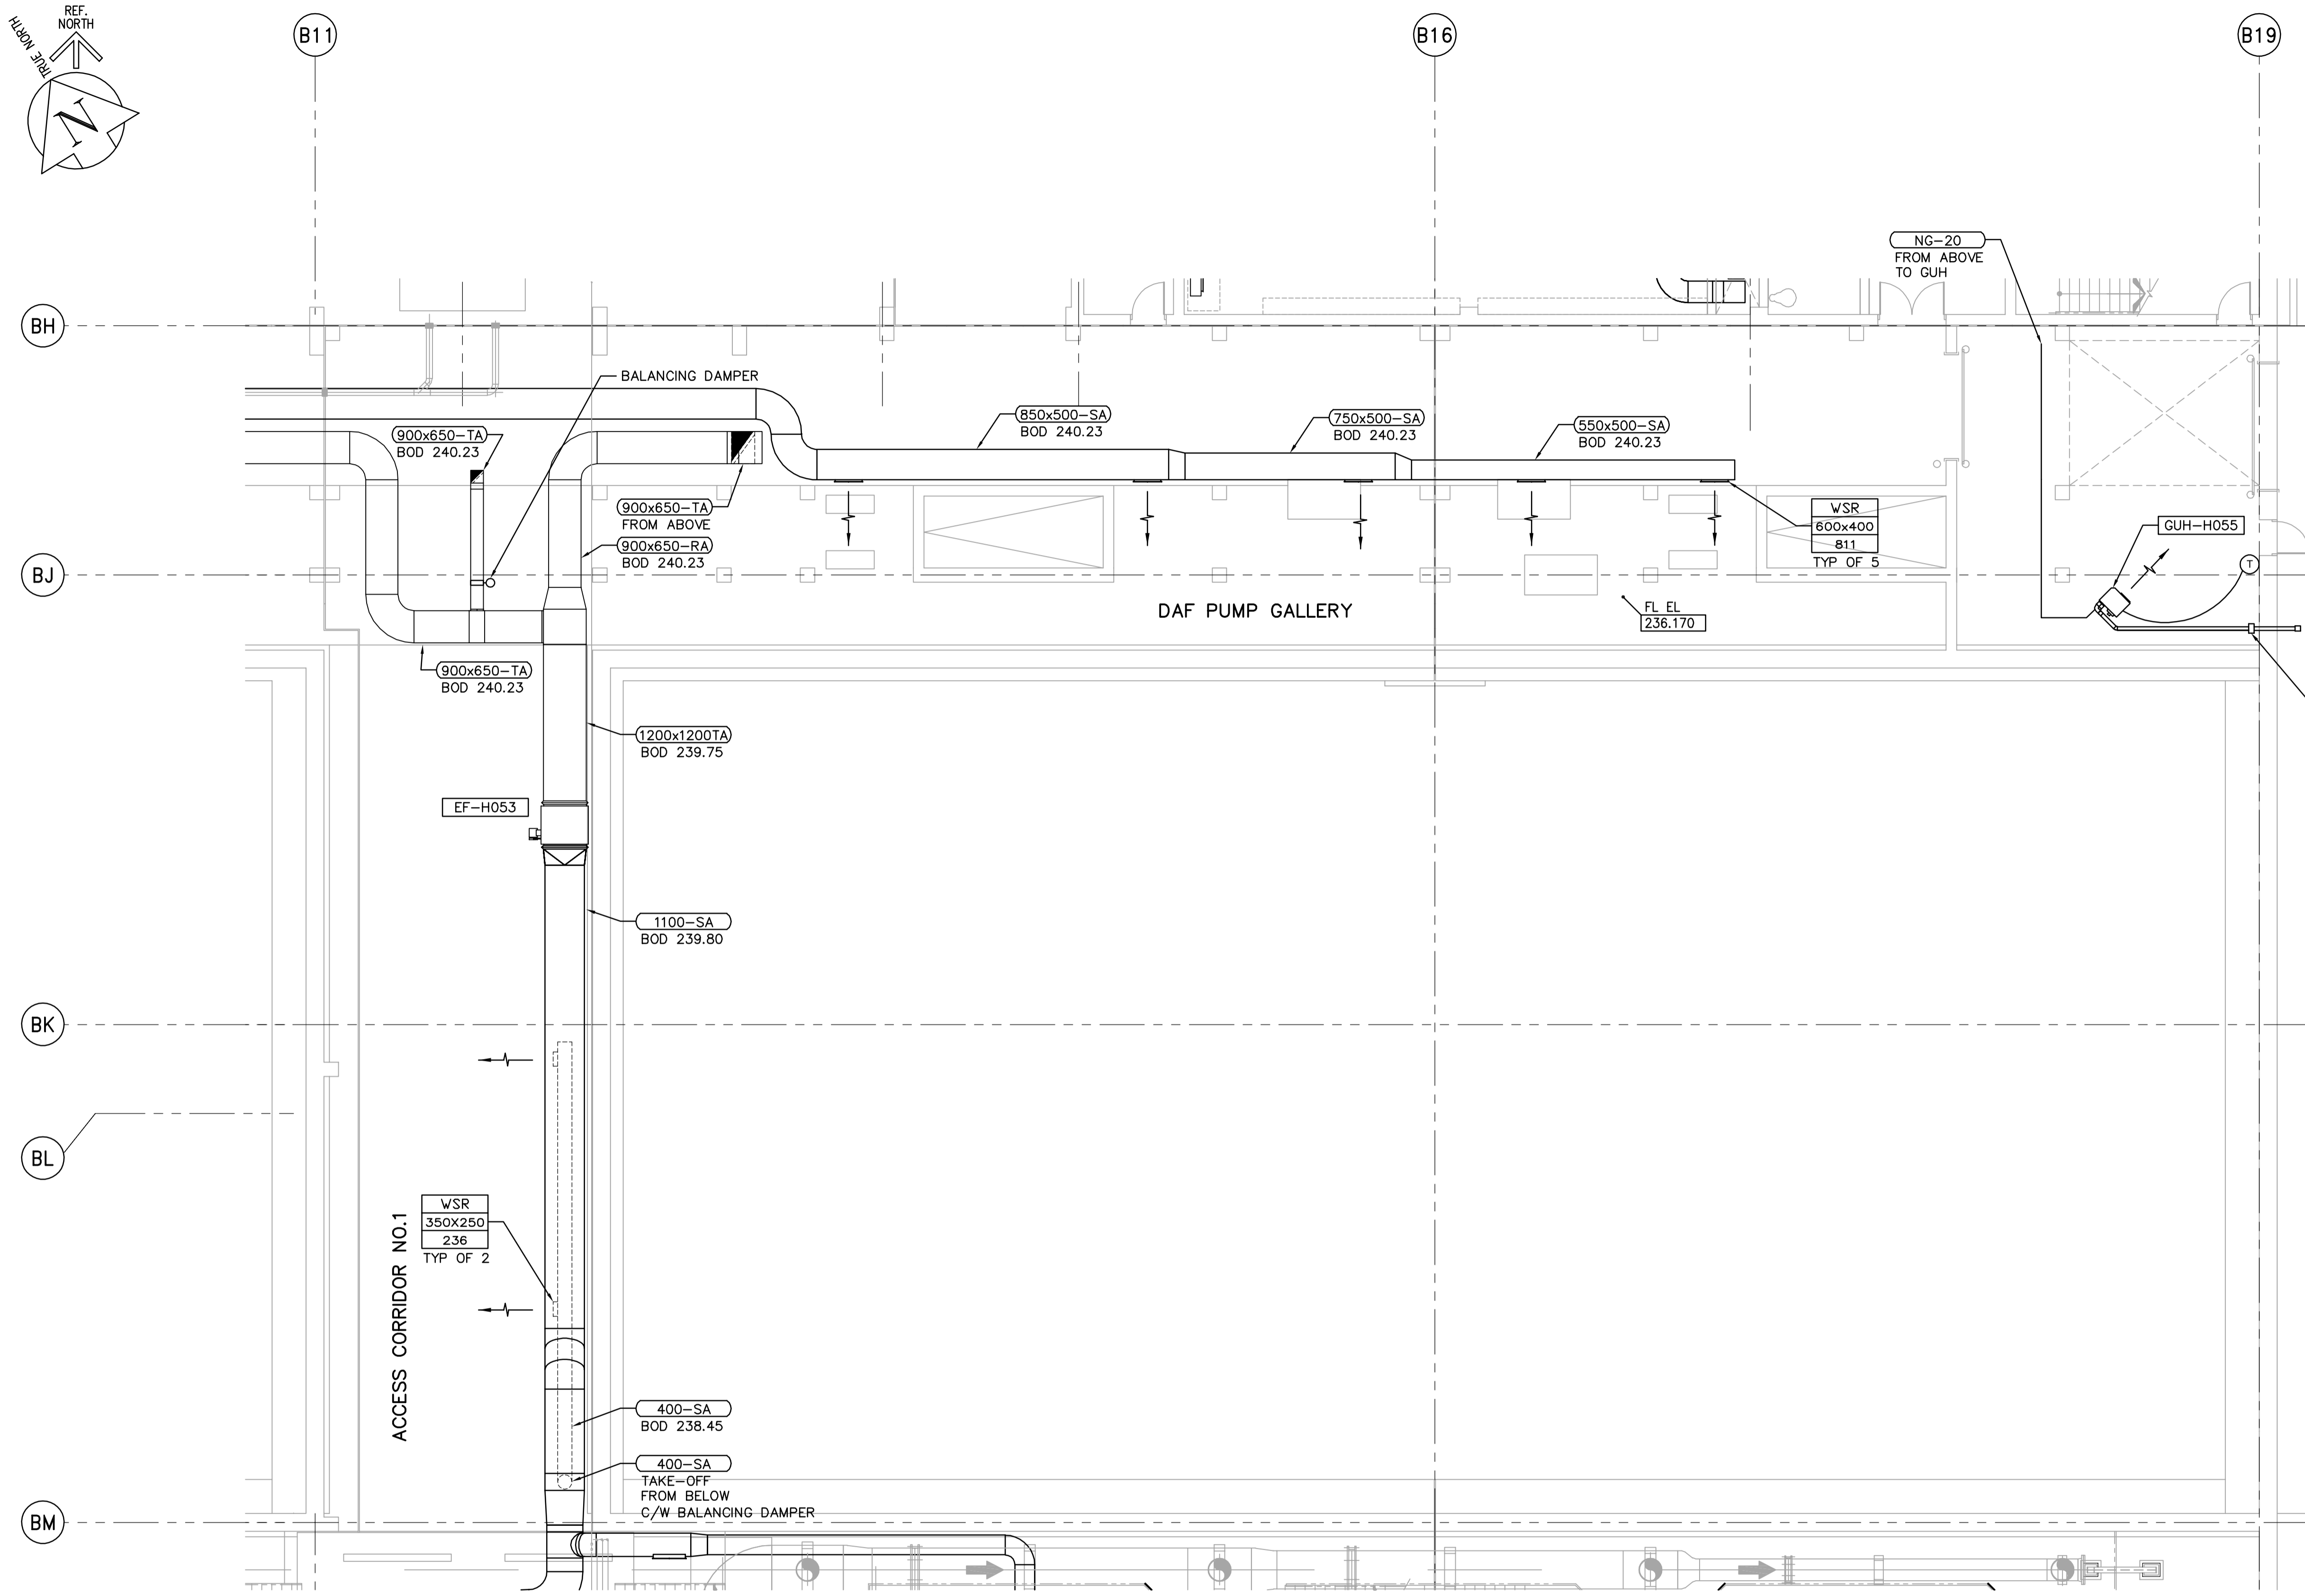 REF.
NORTH
TRUE NORTH
N
B11
B16
B19
BH
BJ
BK
BL
BM
NG-20
FROM ABOVE
TO GUH
BALANCING DAMPER
900x650-TA
BOD 240.23
850x500-SA
BOD 240.23
750x500-SA
BOD 240.23
550x500-SA
BOD 240.23
900x650-TA
FROM ABOVE
900x650-RA
BOD 240.23
WSR
600x400
811
TYP OF 5
GUH-H055
T
DAF PUMP GALLERY
FL EL
236.170
900x650-TA
BOD 240.23
1200x1200TA
BOD 239.75
EF-H053
1100-SA
BOD 239.80
WSR
350X250
236
TYP OF 2
ACCESS CORRIDOR NO.1
400-SA
BOD 238.45
400-SA
TAKE-OFF
FROM BELOW
C/W BALANCING DAMPER